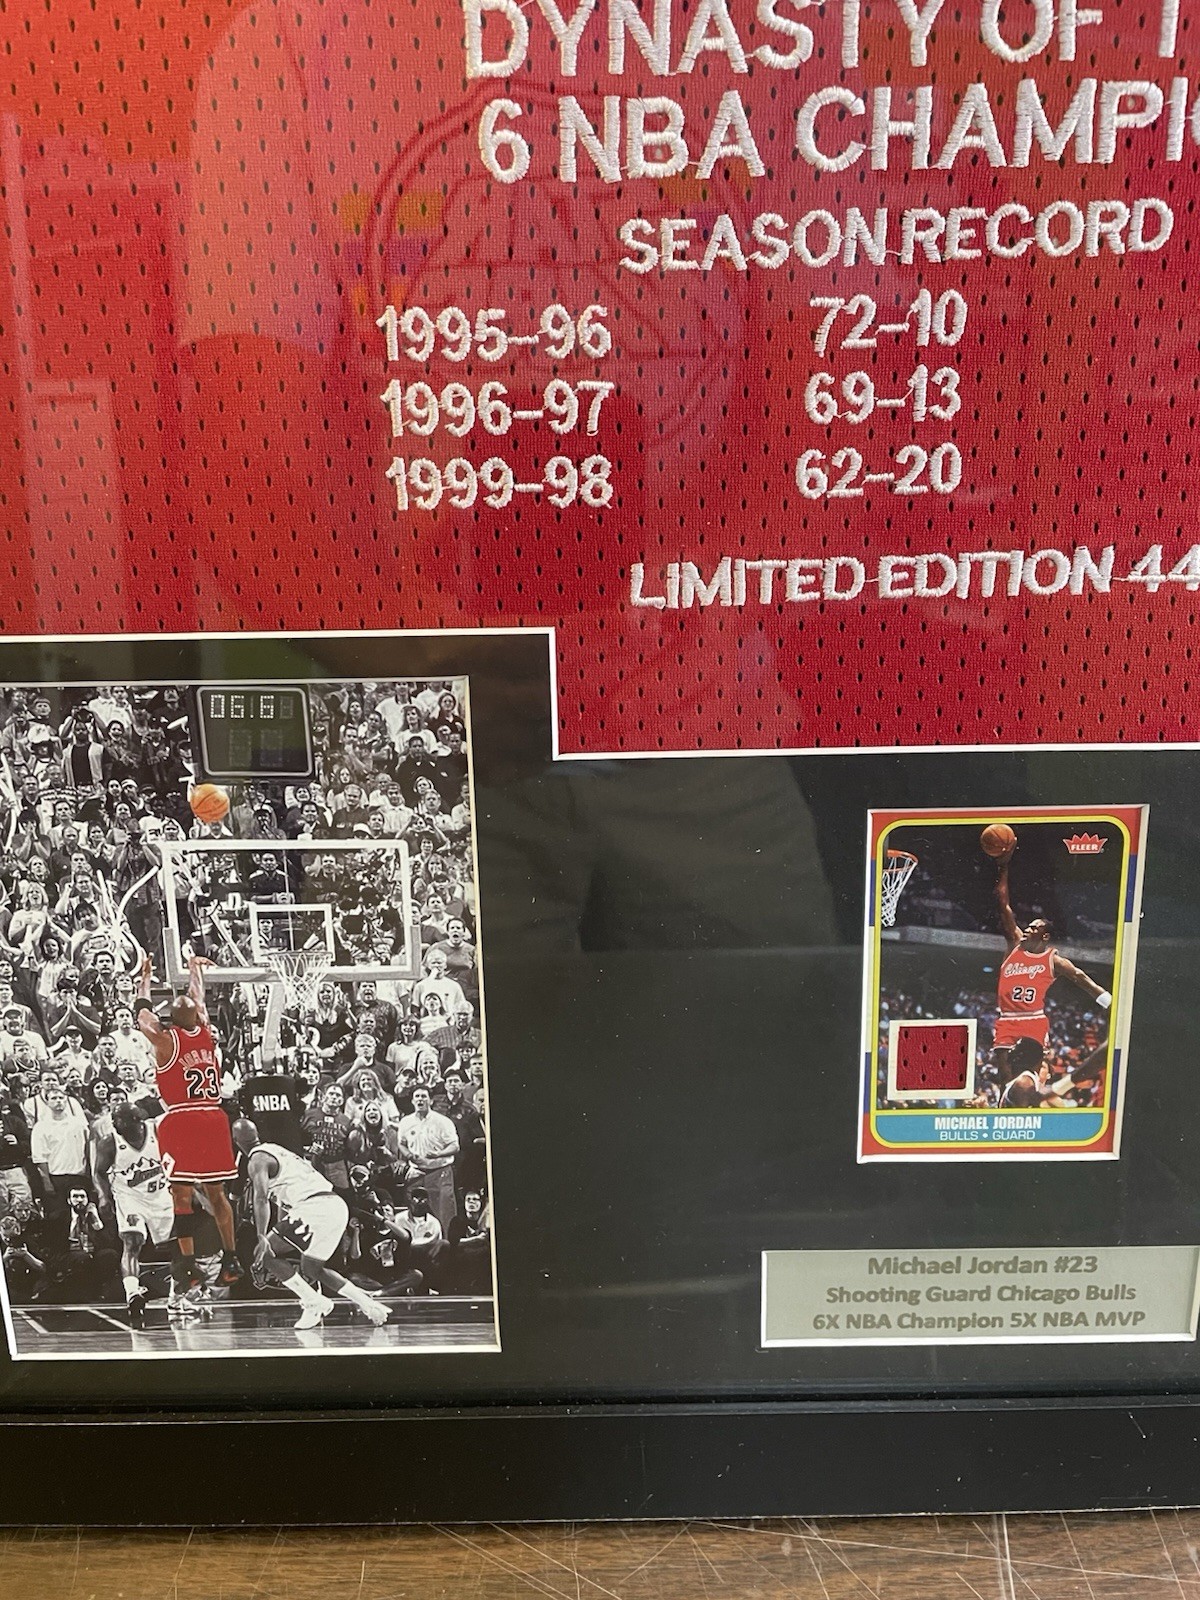 DYNASTY OF T
6 NBA CHAMPI
SEASON RECORD
1995-96 72-10
1996-97 69-13
1999-98 62-20
LIMITED EDITION 44
06.6
JORDAN
23
NBA
FLEER
Chicago
23
MICHAEL JORDAN
BULLS • GUARD
Michael Jordan #23
Shooting Guard Chicago Bulls
6X NBA Champion 5X NBA MVP